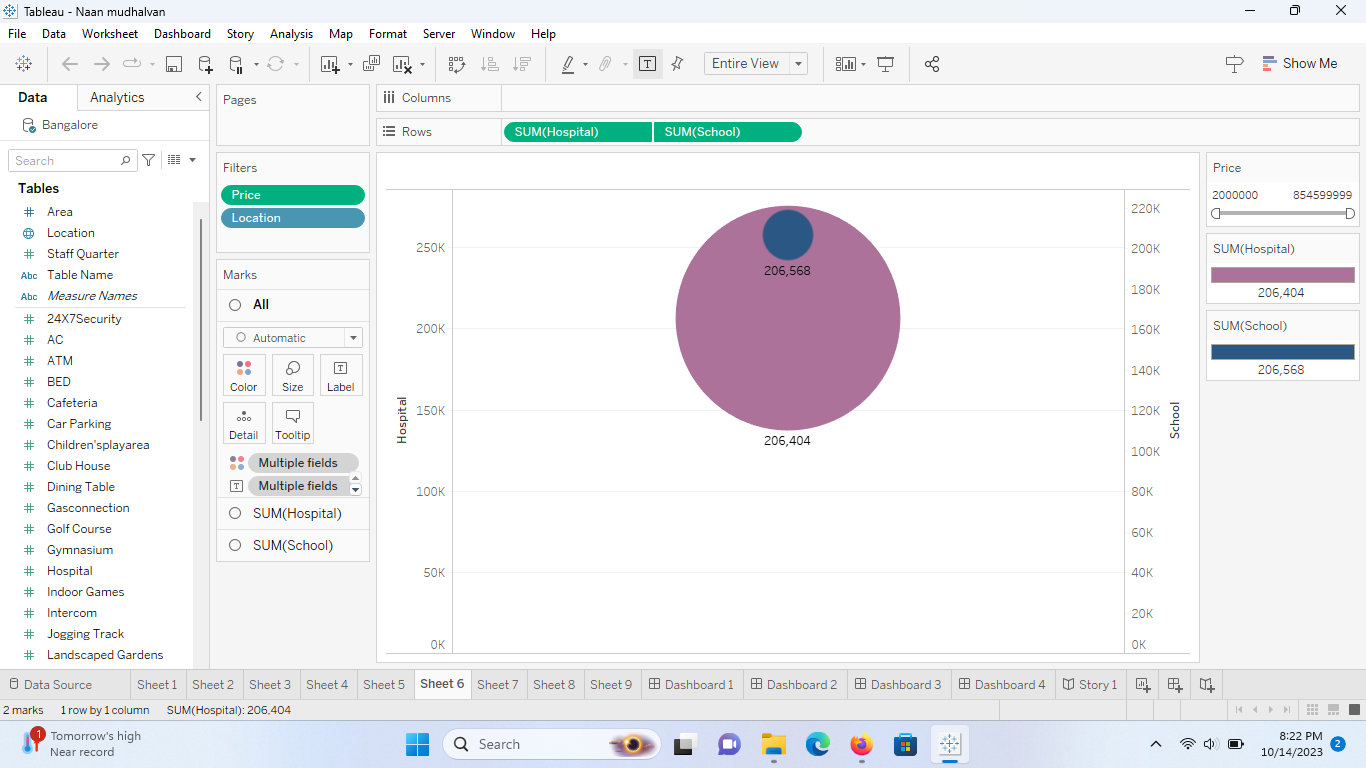 Tableau - Naan mudhalvan
File Data Worksheet Dashboard Story Analysis Map Format Server Window Help
Entire View
Show Me
Data Analytics
Bangalore
Search
Tables
Area
Location
Staff Quarter
Abc Table Name
Abc Measure Names
24X7Security
AC
ATM
BED
Cafeteria
Car Parking
Children'splayarea
Club House
Dining Table
Gasconnection
Golf Course
Gymnasium
Hospital
Indoor Games
Intercom
Jogging Track
Landscaped Gardens
Pages
Filters
Price
Location
Marks
All
Automatic
Color Size Label
Detail Tooltip
Multiple fields
Multiple fields
SUM(Hospital)
SUM(School)
Columns
Rows SUM(Hospital) SUM(School)
Hospital
250K
200K
150K
100K
50K
0K
206,568
206,404
220K
200K
180K
160K
140K
120K
100K
80K
60K
40K
20K
0K
School
Price
2000000 854599999
SUM(Hospital)
206,404
SUM(School)
206,568
Data Source Sheet 1 Sheet 2 Sheet 3 Sheet 4 Sheet 5 Sheet 6 Sheet 7 Sheet 8 Sheet 9 Dashboard 1 Dashboard 2 Dashboard 3 Dashboard 4 Story 1
2 marks 1 row by 1 column SUM(Hospital): 206,404
1
Tomorrow's high
Near record
Search
8:22 PM
10/14/2023
2